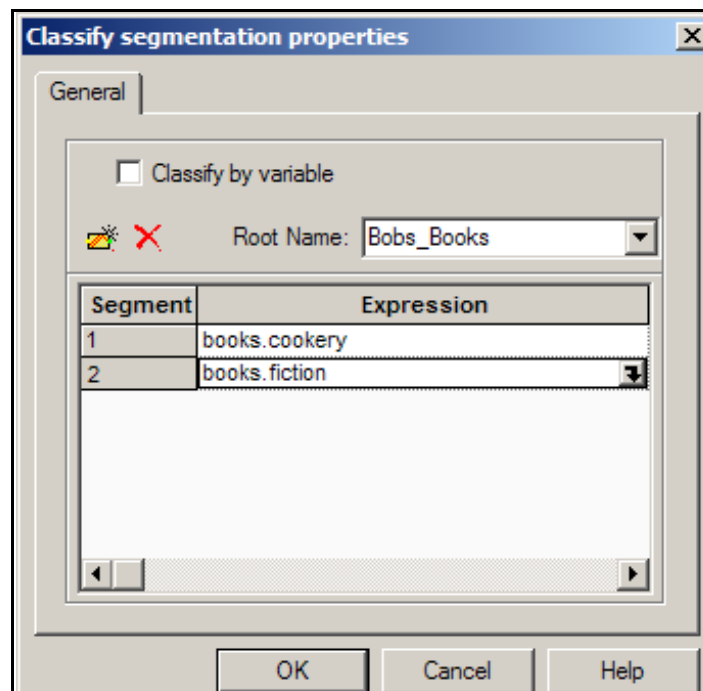 Classify segmentation properties
General
Classify by variable
Root Name: Bobs_Books
Segment Expression
1 books.cookery
2 books.fiction
OK Cancel Help